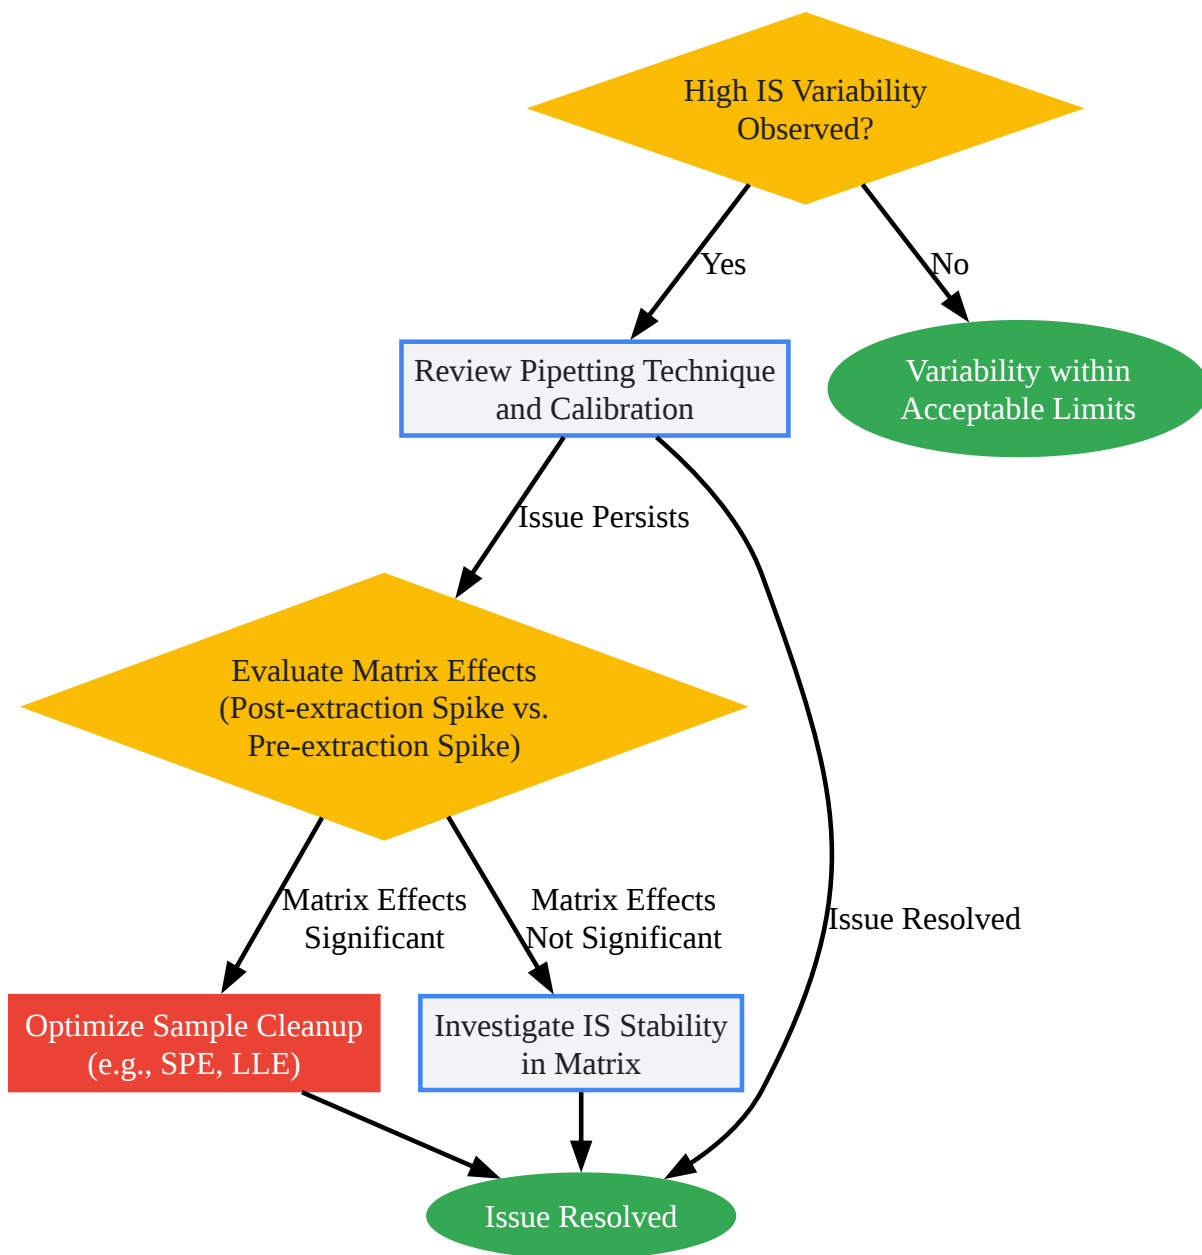 High IS Variability
Observed?
Yes
No
Review Pipetting Technique
and Calibration
Variability within
Acceptable Limits
Issue Persists
Evaluate Matrix Effects
(Post-extraction Spike vs.
Pre-extraction Spike)
Matrix Effects
Significant
Matrix Effects
Not Significant
Issue Resolved
Optimize Sample Cleanup
(e.g., SPE, LLE)
Investigate IS Stability
in Matrix
Issue Resolved